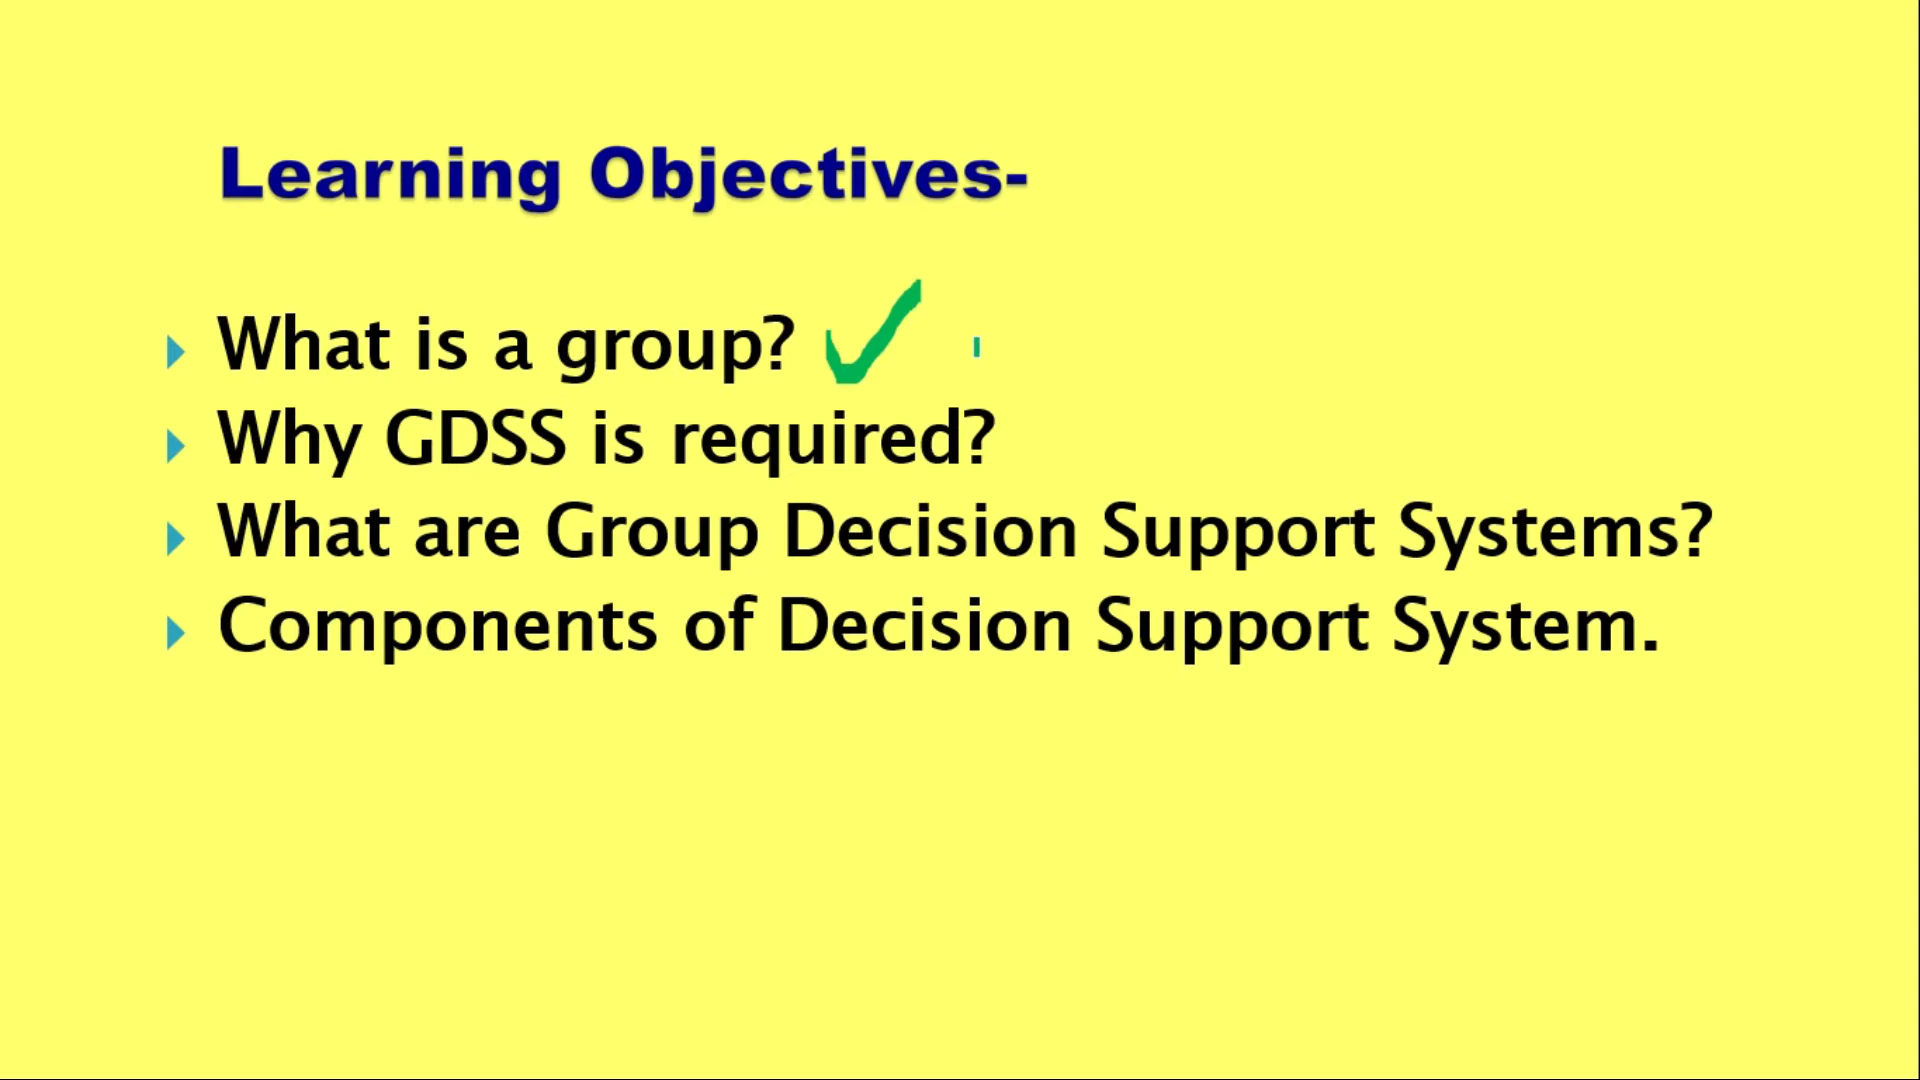 Learning Objectives-
What is a group?
Why GDSS is required?
What are Group Decision Support Systems?
Components of Decision Support System.